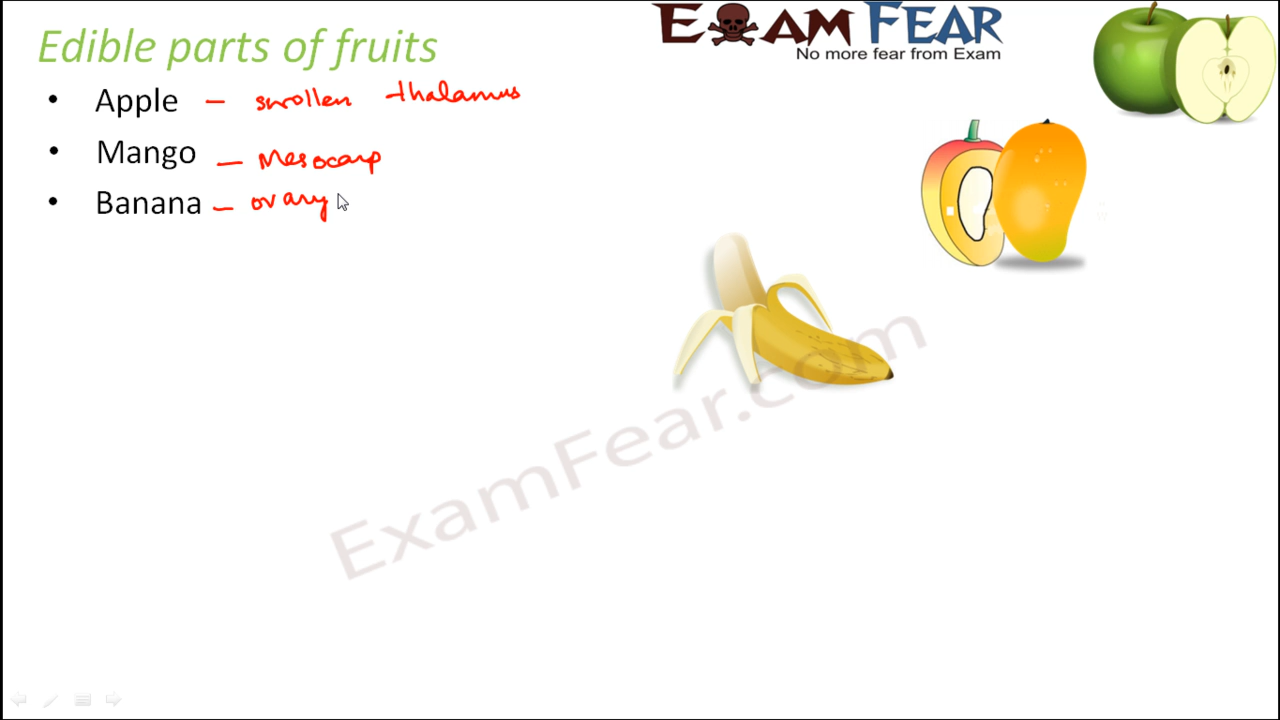 Edible parts of fruits
EXAM FEAR
No more fear from Exam
• Apple – swollen thalamus
• Mango – Mesocarp
• Banana – ovary
ExamFear.com